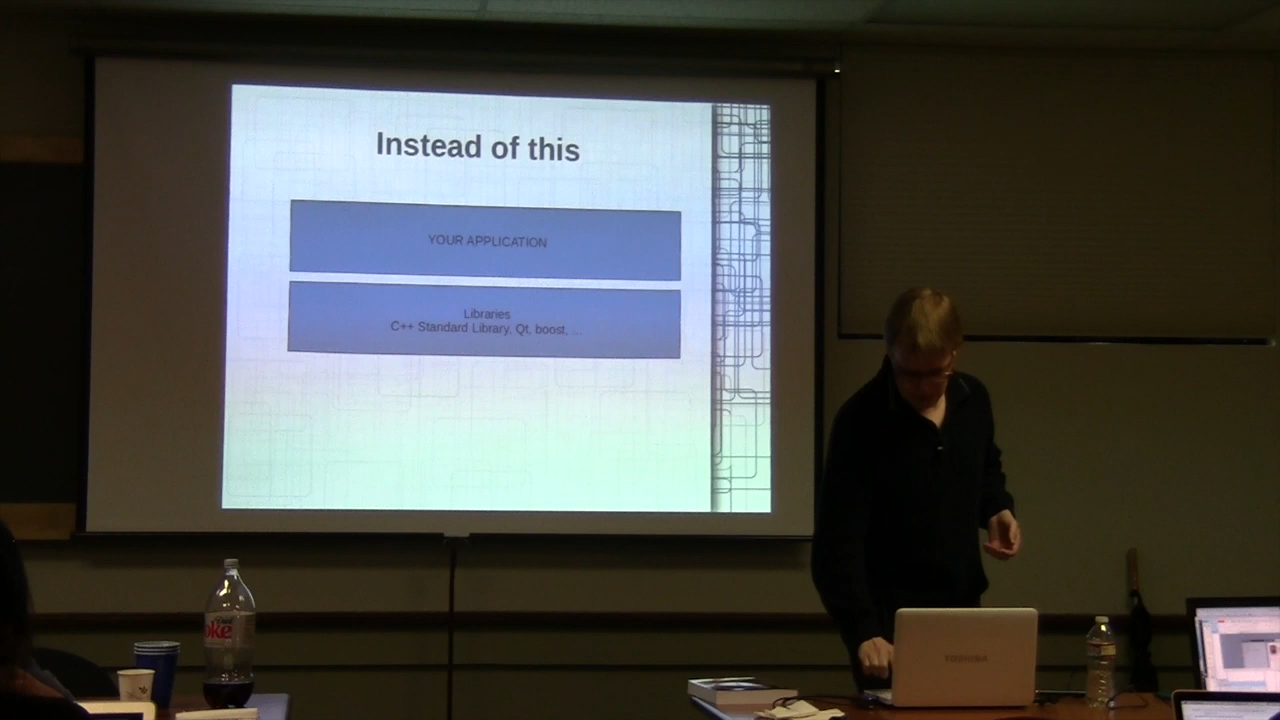 Instead of this
YOUR APPLICATION
Libraries
C++ Standard Library, Qt, boost, ...
oke
TOSHIBA